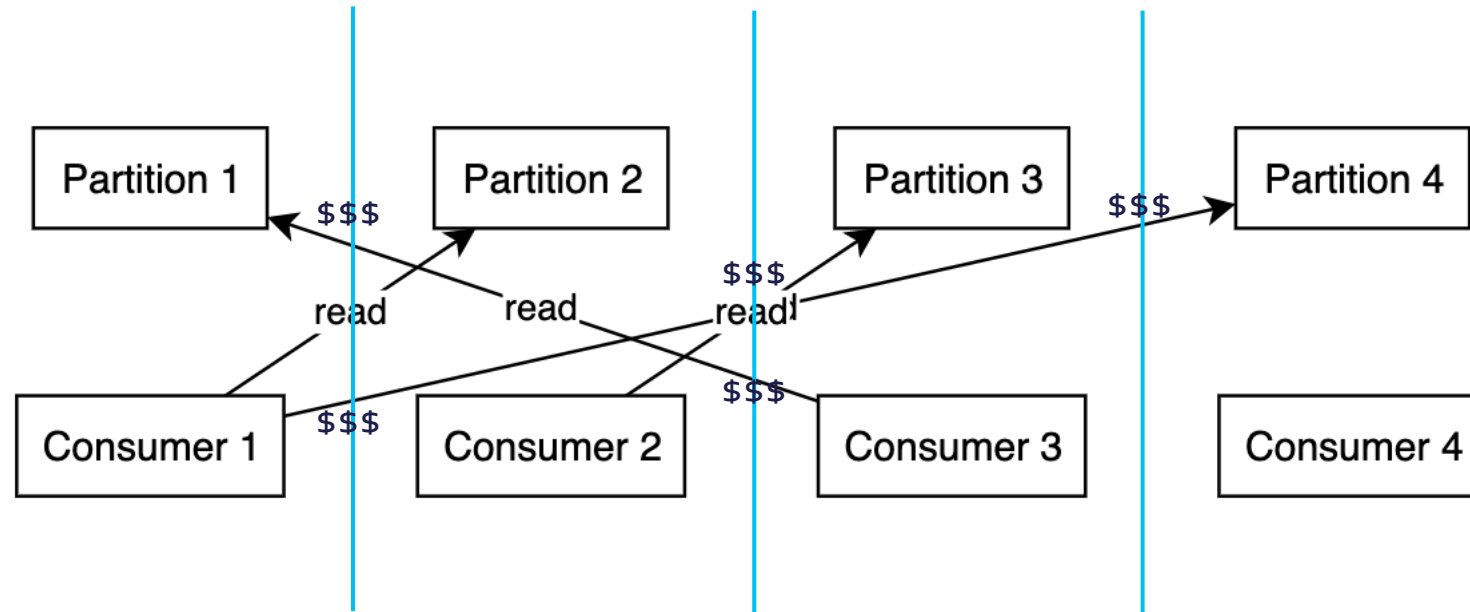 Partition 1
Partition 2
Partition 3
Partition 4
$$$
$$$
$$$
read
read
read
$$$
$$$
Consumer 1
Consumer 2
Consumer 3
Consumer 4